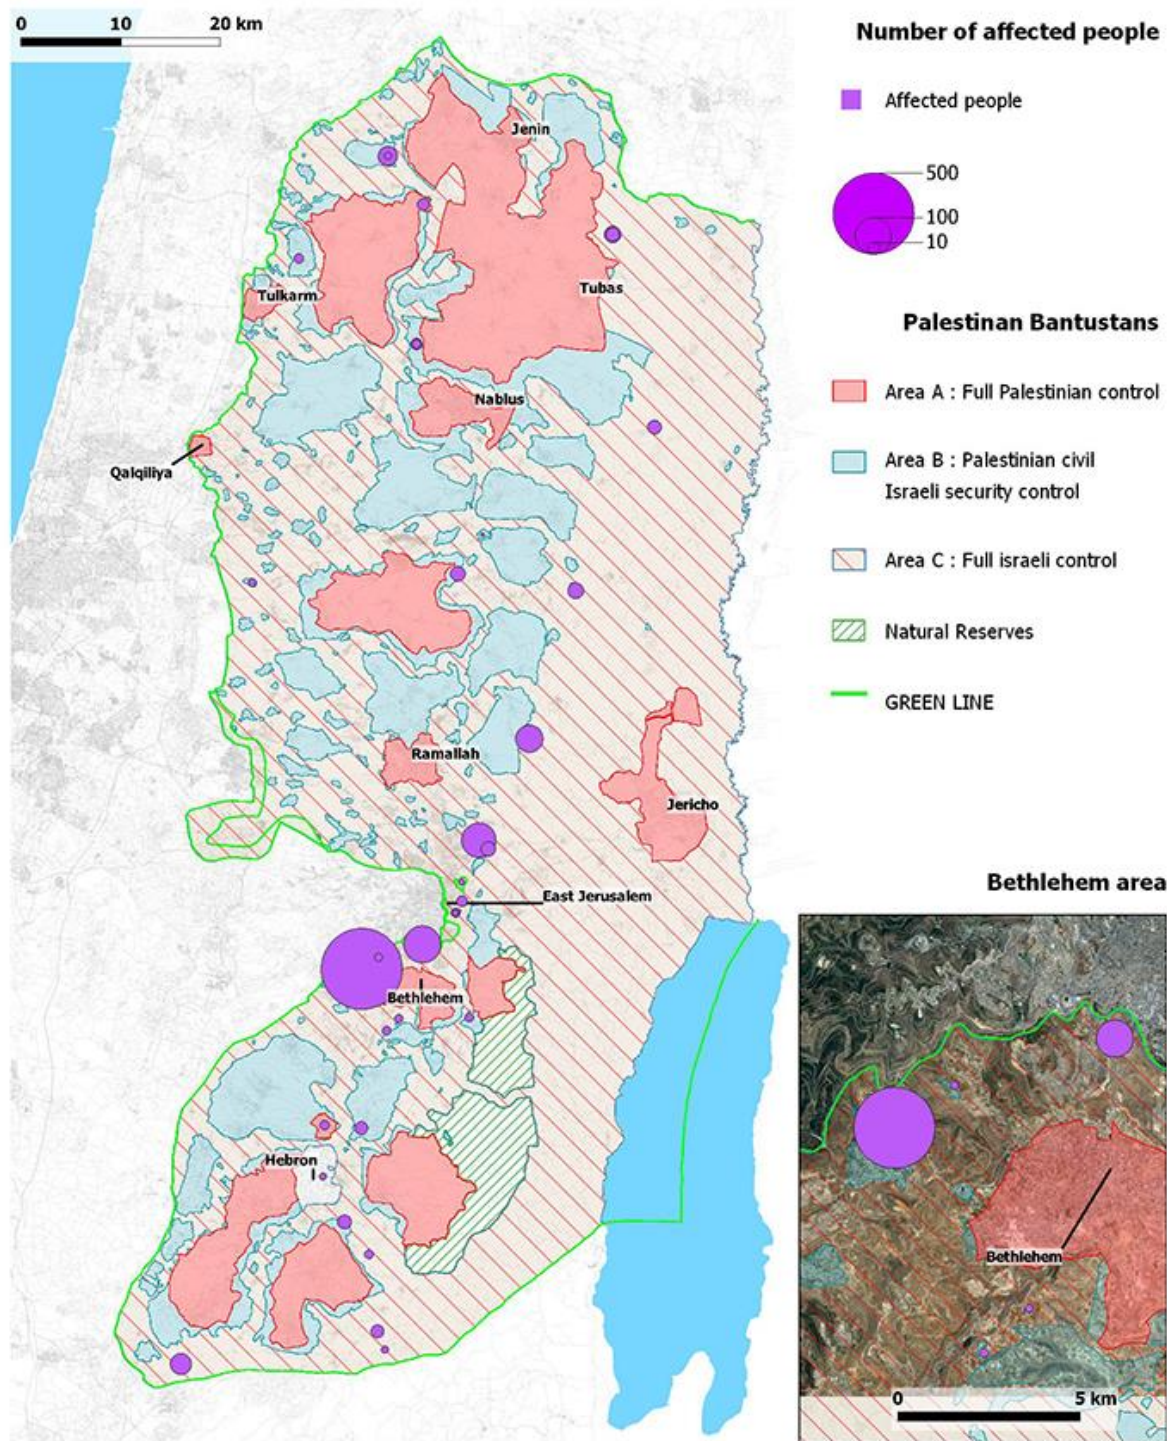 0 10 20 km
Jenin
Tubas
Tulkarm
Nablus
Qalqiliya
Ramallah
Jericho
East Jerusalem
Bethlehem
Hebron
Number of affected people
Affected people
500
100
10
Palestinan Bantustans
Area A : Full Palestinian control
Area B : Palestinian civil
Israeli security control
Area C : Full israeli control
Natural Reserves
GREEN LINE
Bethlehem area
Bethlehem
0 5 km